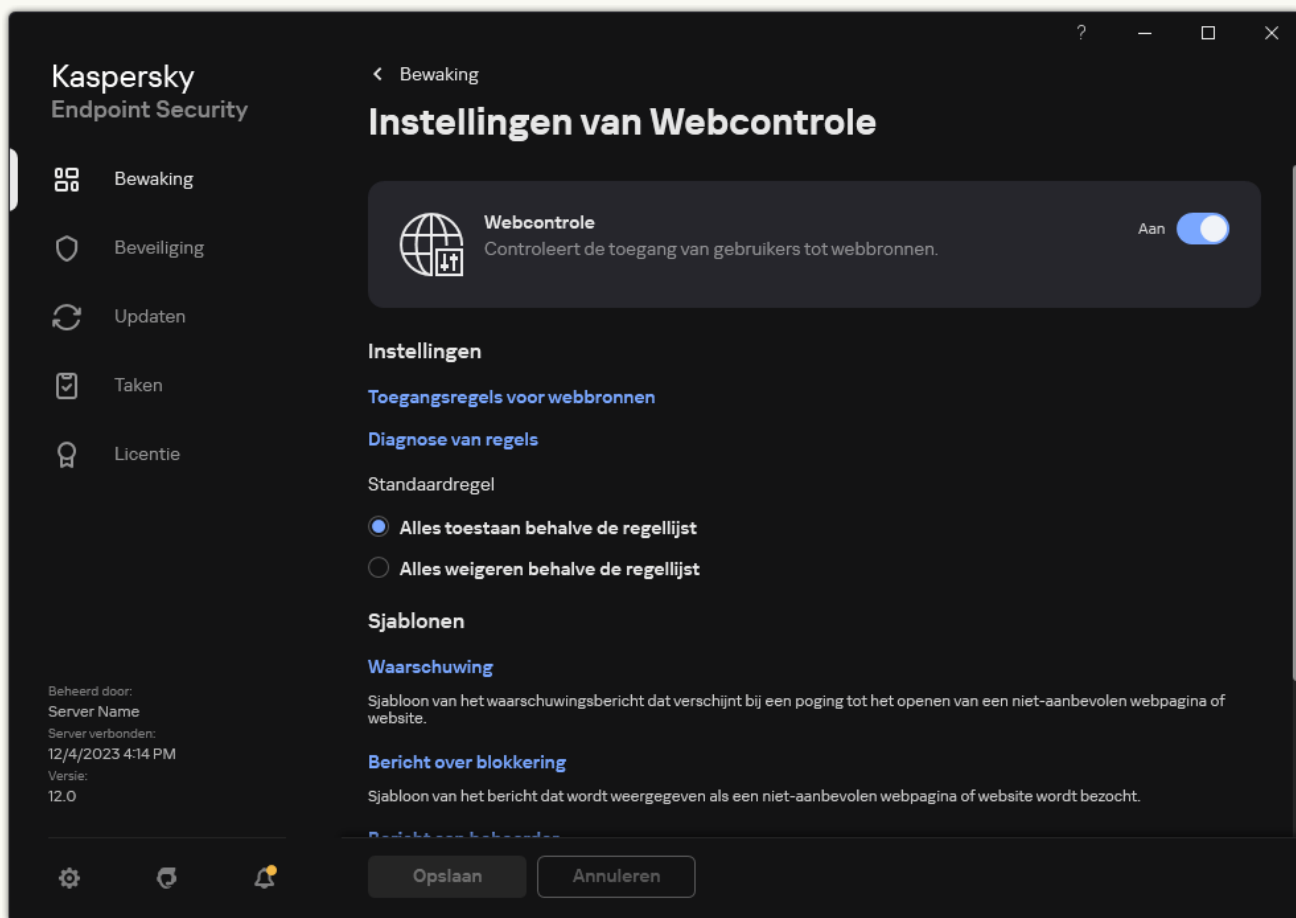 ?
Kaspersky
Endpoint Security
Bewaking
Beveiliging
Updaten
Taken
Licentie
Beheerd door:
Server Name
Server verbonden:
12/4/2023 4:14 PM
Versie:
12.0
Bewaking
Instellingen van Webcontrole
Webcontrole
Controleert de toegang van gebruikers tot webbronnen.
Aan
Instellingen
Toegangsregels voor webbronnen
Diagnose van regels
Standaardregel
Alles toestaan behalve de regellijst
Alles weigeren behalve de regellijst
Sjablonen
Waarschuwing
Sjabloon van het waarschuwingsbericht dat verschijnt bij een poging tot het openen van een niet-aanbevolen webpagina of
website.
Bericht over blokkering
Sjabloon van het bericht dat wordt weergegeven als een niet-aanbevolen webpagina of website wordt bezocht.
Bericht aan beheerder
Opslaan
Annuleren